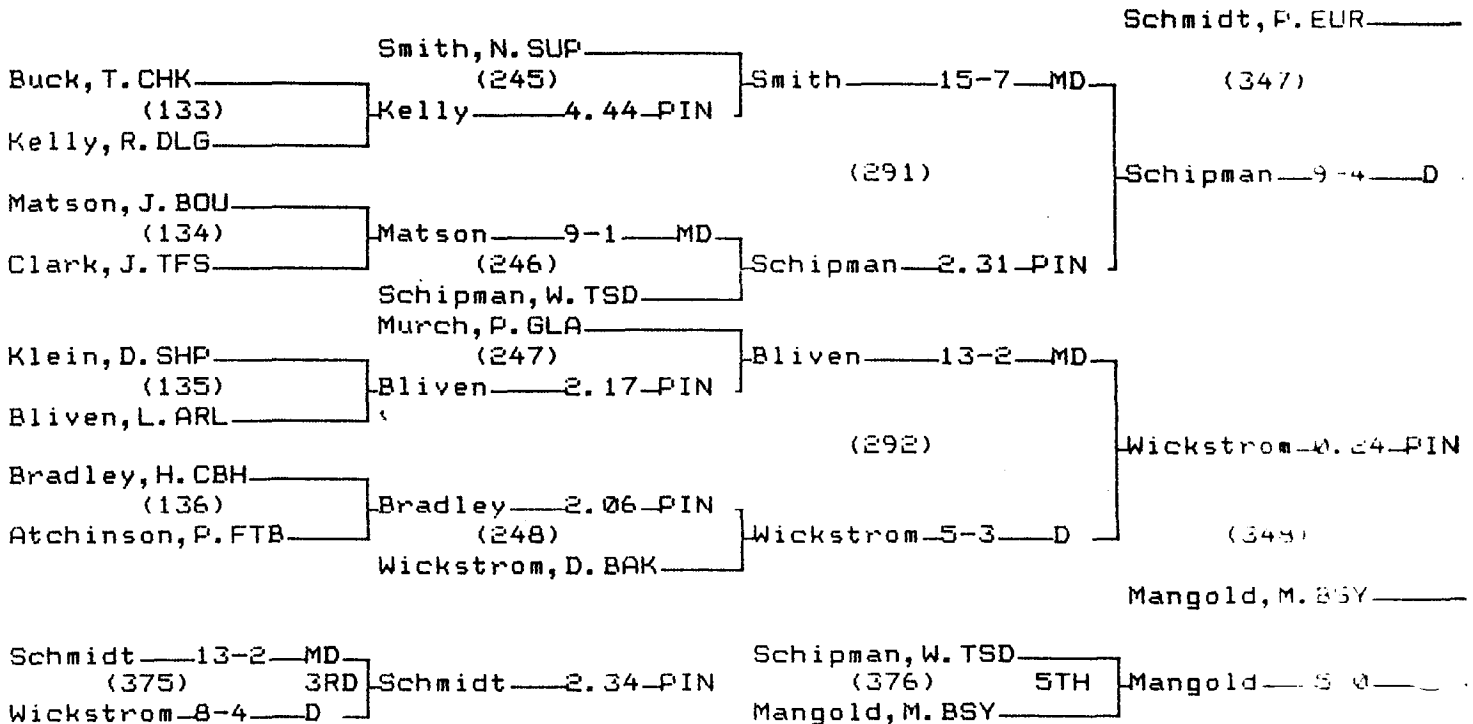 Schmidt, P. EUR
Smith, N. SUP
Buck, T. CHK (245) Smith 15-7 MD (347)
(133) Kelly 4.44 PIN
Kelly, R. DLG
(291) Schipman 9-4 D
Matson, J. BOU
(134) Matson 9-1 MD
Clark, J. TFS (246) Schipman 2.31 PIN
Schipman, W. TSD
Murch, P. GLA
Klein, D. SHP (247) Bliven 13-2 MD
(135) Bliven 2.17 PIN
Bliven, L. ARL
(292) Wickstrom 0.24 PIN
Bradley, H. CBH
(136) Bradley 2.06 PIN
Atchinson, P. FTB (248) Wickstrom 5-3 D
Wickstrom, D. BAK
Mangold, M. BSY
Schmidt 13-2 MD Schipman, W. TSD
(375) 3RD Schmidt 2.34 PIN (376) 5TH Mangold
Wickstrom 8-4 D Mangold, M. BSY